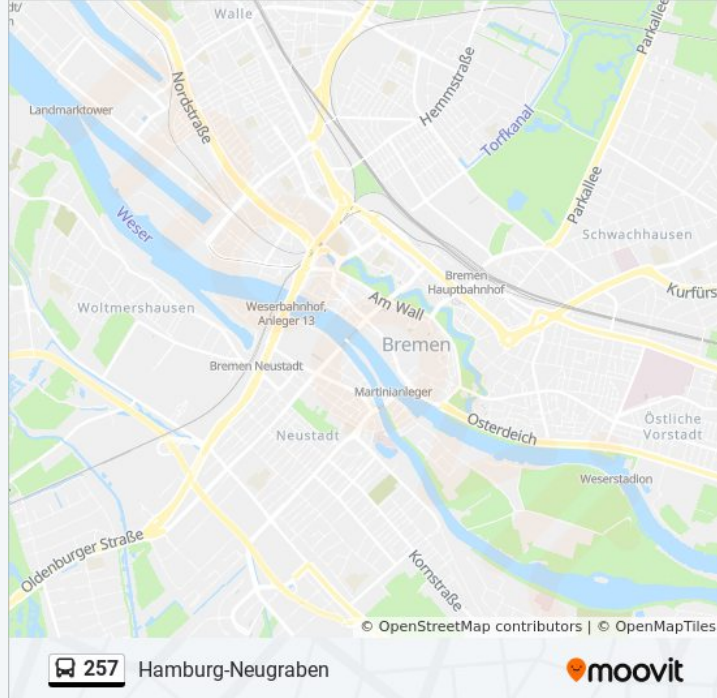 dt/
Walle
Parkallee
Hemmstraße
Nordstraße
Landmarktower
Torfkanal
Parkallee
Weser
Schwachhausen
Bremen
Hauptbahnhof
Kurfürs
Woltmershausen
Weserbahnhof,
Anleger 13
Am Wall
Bremen
Bremen Neustadt
Martinianleger
Osterdeich
Östliche
Vorstadt
Neustadt
Weserstadion
Oldenburger Straße
Kornstraße
© OpenStreetMap contributors | © OpenMapTiles
257 Hamburg-Neugraben
moovit